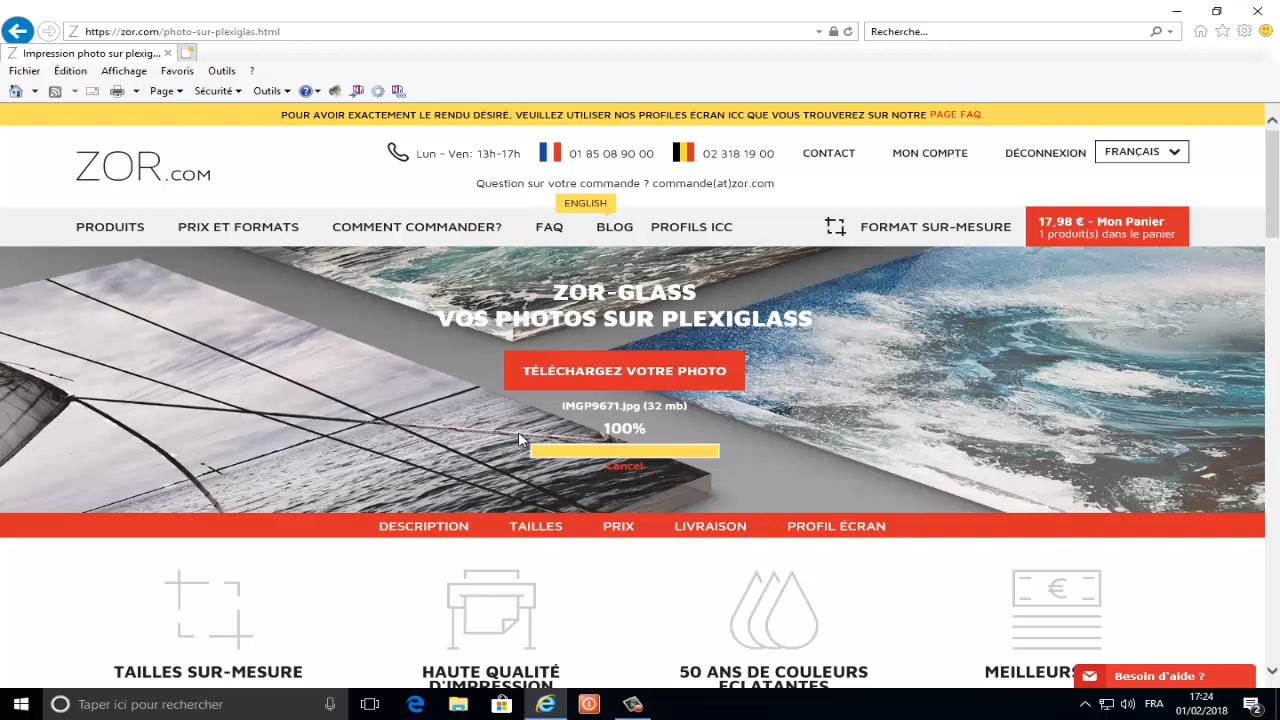 https://zor.com/photo-sur-plexiglas.html
Recherche...
Impression photo sur plexig...
Fichier Édition Affichage Favoris Outils ?
Page Sécurité Outils
POUR AVOIR EXACTEMENT LE RENDU DÉSIRÉ, VEUILLEZ UTILISER NOS PROFILES ÉCRAN ICC QUE VOUS TROUVEREZ SUR NOTRE PAGE FAQ.
ZOR.COM
Lun - Ven: 13h-17h 01 85 08 90 00 02 318 19 00 CONTACT MON COMPTE DÉCONNEXION FRANÇAIS
Question sur votre commande ? commande(at)zor.com
ENGLISH
PRODUITS PRIX ET FORMATS COMMENT COMMANDER? FAQ BLOG PROFILS ICC FORMAT SUR-MESURE
17,98 € - Mon Panier
1 produit(s) dans le panier
ZOR-GLASS
VOS PHOTOS SUR PLEXIGLASS
TÉLÉCHARGEZ VOTRE PHOTO
IMGP9671.jpg (32 mb)
100%
Cancel
DESCRIPTION TAILLES PRIX LIVRAISON PROFIL ÉCRAN
TAILLES SUR-MESURE
HAUTE QUALITÉ
D'IMPRESSION
50 ANS DE COULEURS
ECLATANTES
MEILLEURS
Besoin d'aide ?
Taper ici pour rechercher
FRA
17:24
01/02/2018
2